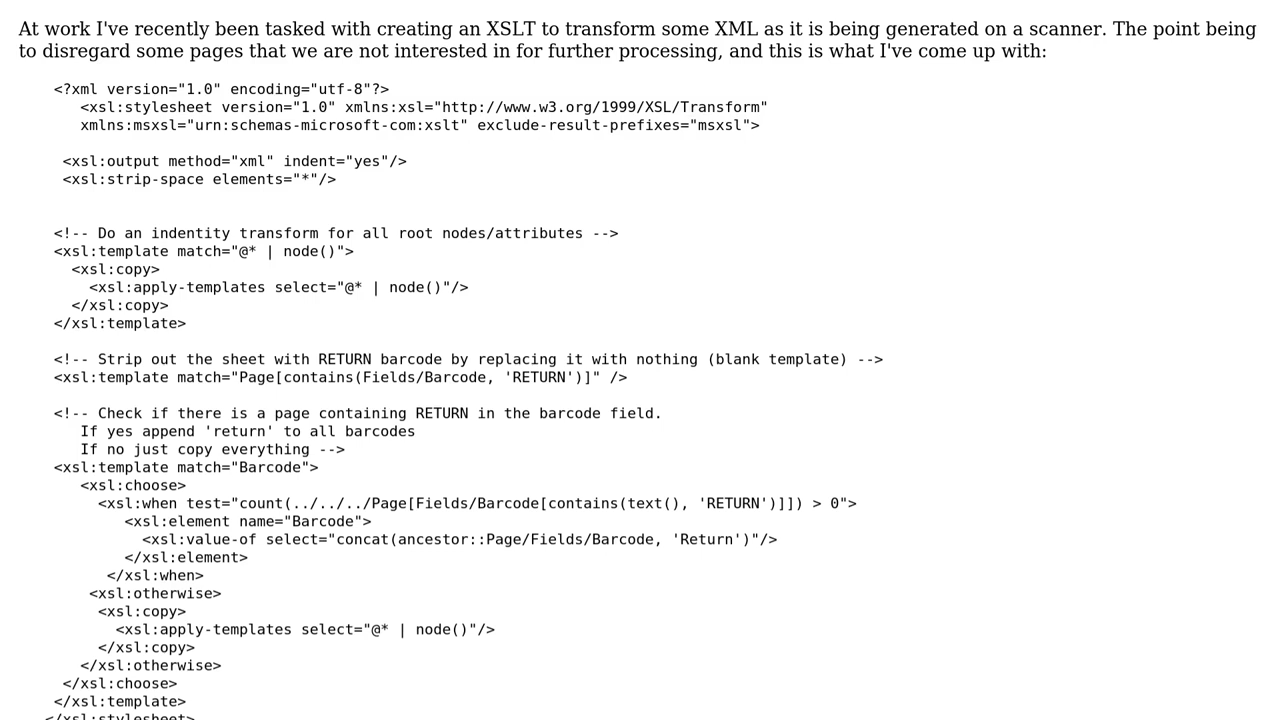 At work I've recently been tasked with creating an XSLT to transform some XML as it is being generated on a scanner. The point being
to disregard some pages that we are not interested in for further processing, and this is what I've come up with:
<?xml version="1.0" encoding="utf-8"?>
<xsl:stylesheet version="1.0" xmlns:xsl="http://www.w3.org/1999/XSL/Transform"
xmlns:msxsl="urn:schemas-microsoft-com:xslt" exclude-result-prefixes="msxsl">
<xsl:output method="xml" indent="yes"/>
<xsl:strip-space elements="*"/>
<!-- Do an indentity transform for all root nodes/attributes -->
<xsl:template match="@* | node()">
<xsl:copy>
<xsl:apply-templates select="@* | node()"/>
</xsl:copy>
</xsl:template>
<!-- Strip out the sheet with RETURN barcode by replacing it with nothing (blank template) -->
<xsl:template match="Page[contains(Fields/Barcode, 'RETURN')]" />
<!-- Check if there is a page containing RETURN in the barcode field.
If yes append 'return' to all barcodes
If no just copy everything -->
<xsl:template match="Barcode">
<xsl:choose>
<xsl:when test="count(../../../Page[Fields/Barcode[contains(text(), 'RETURN')]]) > 0">
<xsl:element name="Barcode">
<xsl:value-of select="concat(ancestor::Page/Fields/Barcode, 'Return')"/>
</xsl:element>
</xsl:when>
<xsl:otherwise>
<xsl:copy>
<xsl:apply-templates select="@* | node()"/>
</xsl:copy>
</xsl:otherwise>
</xsl:choose>
</xsl:template>
</xsl:stylesheet>